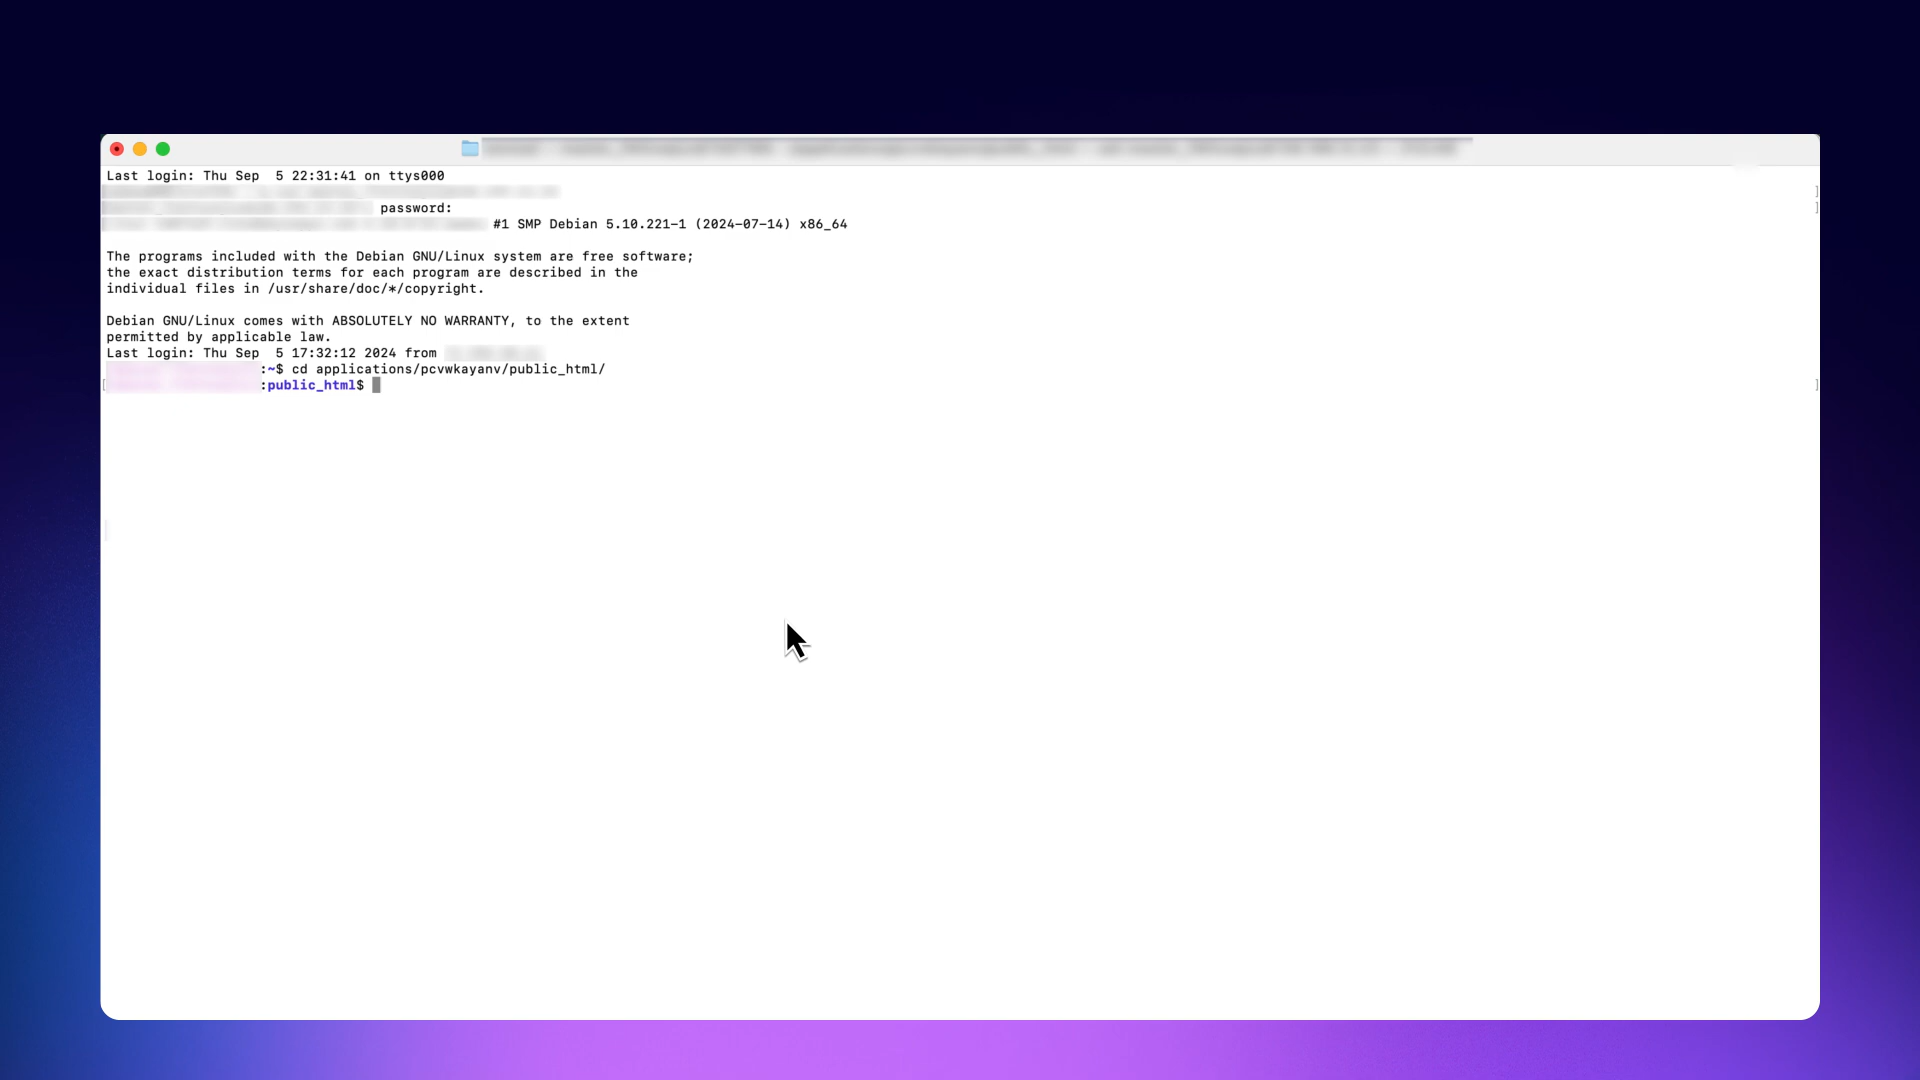 Last login: Thu Sep  5 22:31:41 on ttys000
password:
#1 SMP Debian 5.10.221-1 (2024-07-14) x86_64
The programs included with the Debian GNU/Linux system are free software;
the exact distribution terms for each program are described in the
individual files in /usr/share/doc/*/copyright.
Debian GNU/Linux comes with ABSOLUTELY NO WARRANTY, to the extent
permitted by applicable law.
Last login: Thu Sep  5 17:32:12 2024 from
:~$ cd applications/pcvwkayanv/public_html/
:public_html$